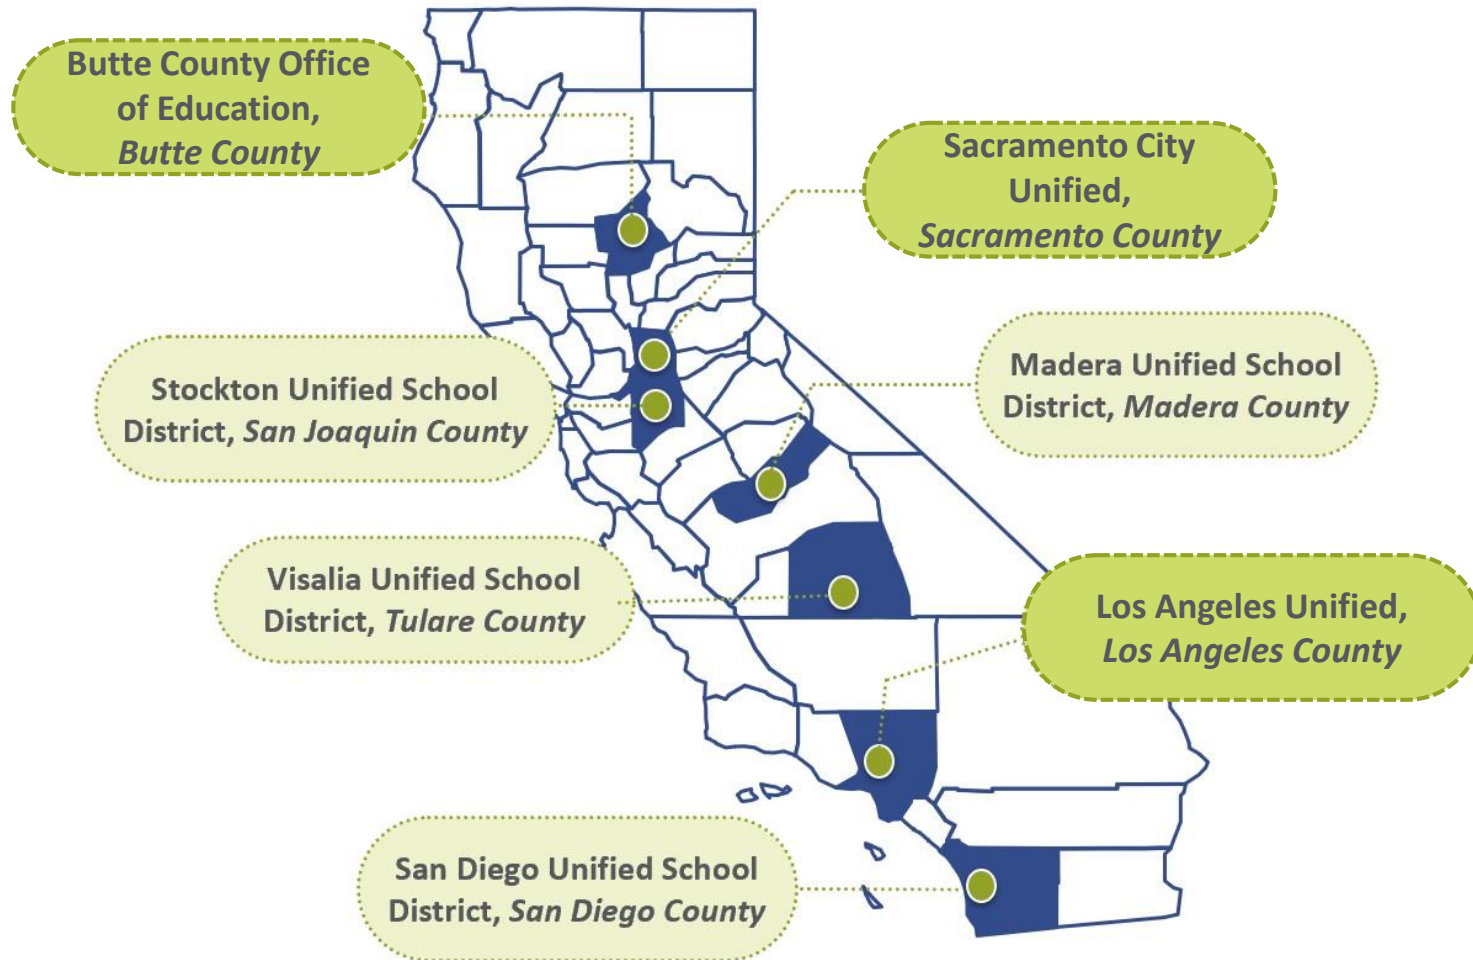 Butte County Office
of Education,
Butte County
Sacramento City
Unified,
Sacramento County
Stockton Unified School
District, San Joaquin County
Madera Unified School
District, Madera County
Visalia Unified School
District, Tulare County
Los Angeles Unified,
Los Angeles County
San Diego Unified School
District, San Diego County